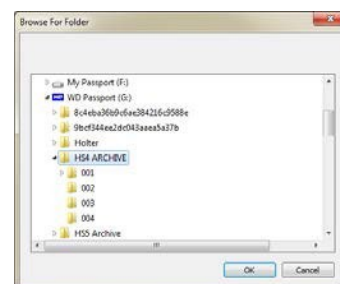 Browse For Folder
My Passport (F:)
WD Passport (G:)
8c4eba36b9c6ae384216c9588e
9bcf344ee2dc043aaea5a37b
Holter
HS4 ARCHIVE
001
002
003
004
HS5 Archive
OK Cancel